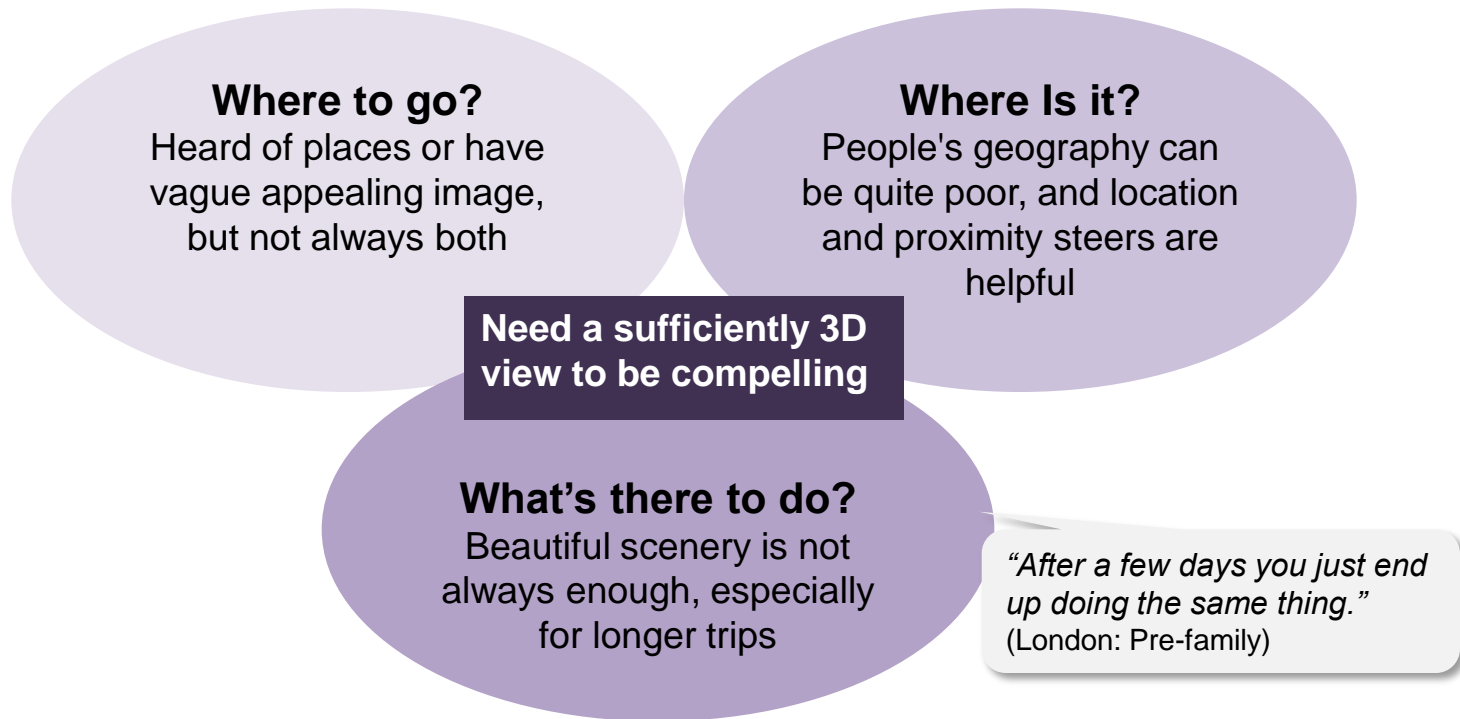 Where to go?
Heard of places or have
vague appealing image,
but not always both
Where Is it?
People's geography can
be quite poor, and location
and proximity steers are
helpful
Need a sufficiently 3D
view to be compelling
What’s there to do?
Beautiful scenery is not
always enough, especially
for longer trips
“After a few days you just end
up doing the same thing.”
(London: Pre-family)